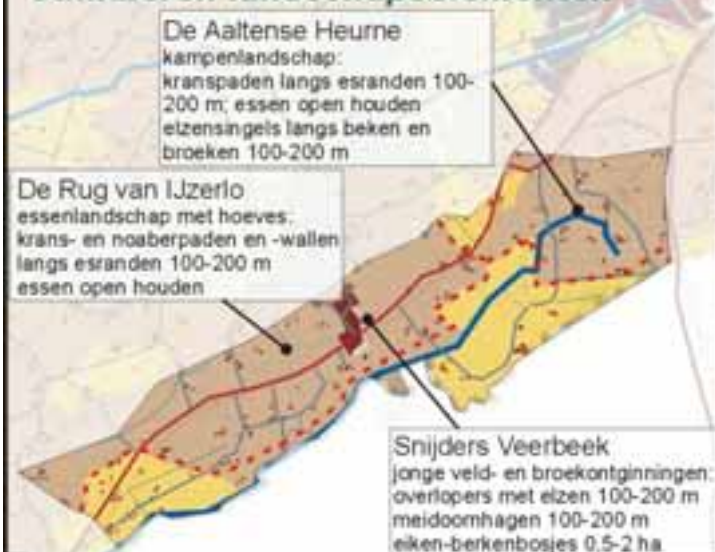 De Aaltense Heurne
kampenlandschap:
kranspaden langs esranden 100-
200 m; essen open houden
elzensingels langs beken en
broeken 100-200 m
De Rug van IJzerlo
essenlandschap met hoeves:
krans- en noaberpaden en -wallen
langs esranden 100-200 m
essen open houden
Snijders Veerbeek
jonge veld- en broekontginningen:
overlopers met elzen 100-200 m
meidoornhagen 100-200 m
eiken-berkenbosjes 0,5-2 ha